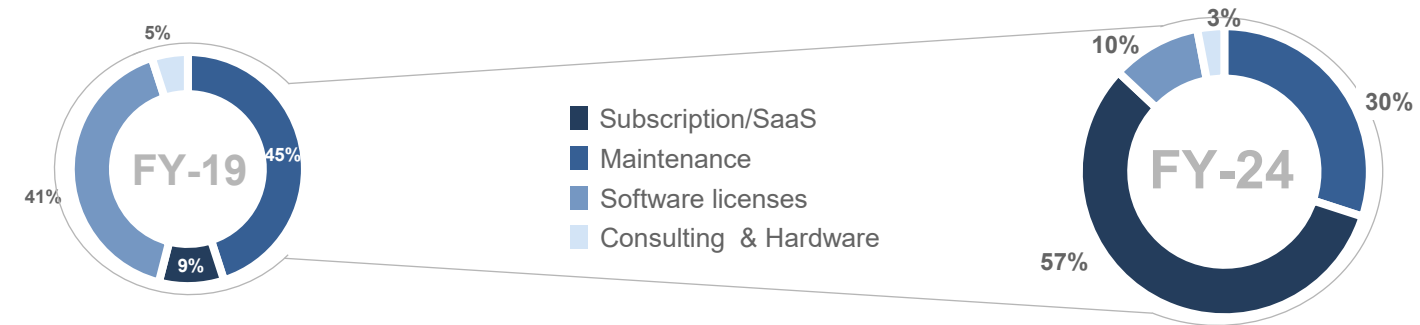 5%
45%
FY-19
41%
9%
Subscription/SaaS
Maintenance
Software licenses
Consulting & Hardware
3%
10%
30%
FY-24
57%